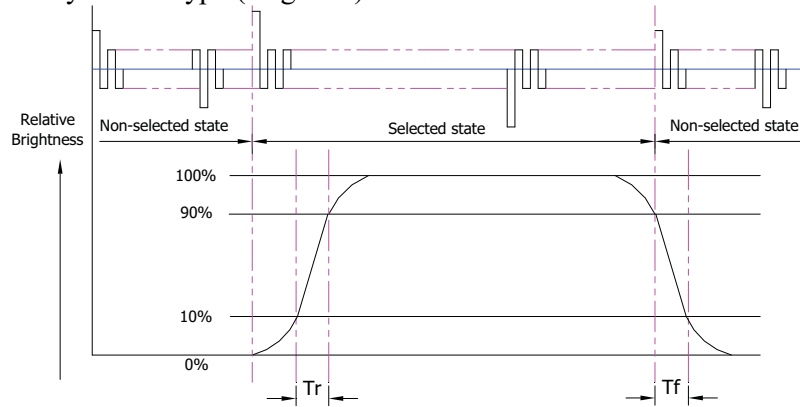 Relative
Brightness
Non-selected state
Selected state
Non-selected state
100%
90%
10%
0%
Tr
Tf